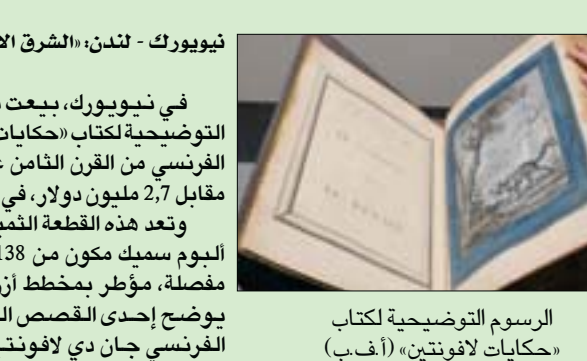 نيويورك - لندن: «الشرق
في نيويورك، بيعت
التوضيحية لكتاب «حكايات
الفرنسي من القرن الثامن
مقابل 2,7 مليون دولار، في
وتعد هذه القطعة
ألبوم سميك مكون من 138
مفصلة، مؤطر بمخطط
يوضح إحدى القصص
الفرنسي جان دي
الرسوم التوضيحية لكتاب
«حكايات لافونتين» (أ.ف.ب)